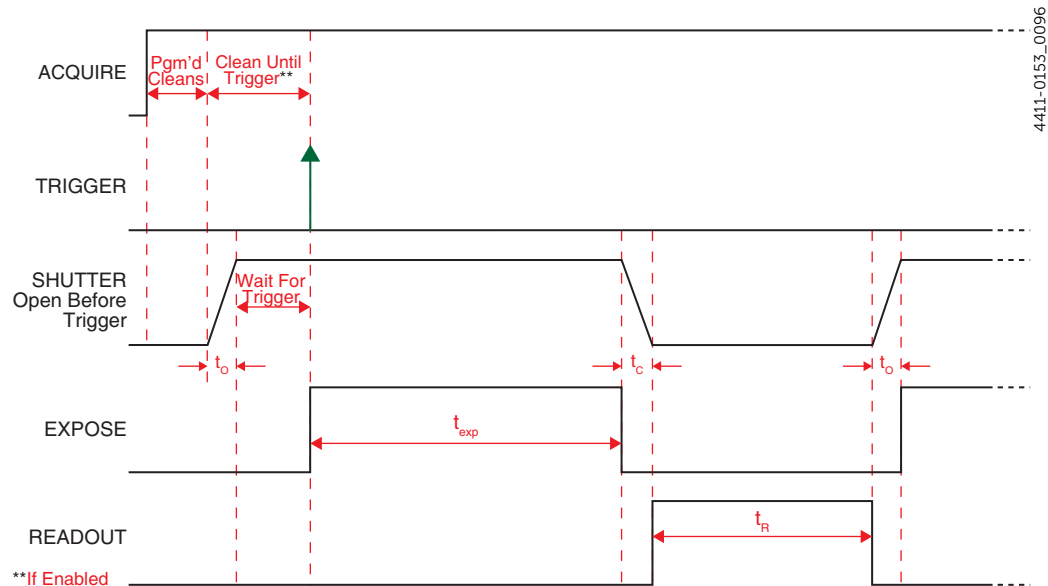 4411-0153_0096
ACQUIRE
Pgm'd
Cleans
Clean Until
Trigger**
TRIGGER
SHUTTER
Open Before
Trigger
Wait For
Trigger
tO
tC
tO
EXPOSE
texp
READOUT
tR
**If Enabled